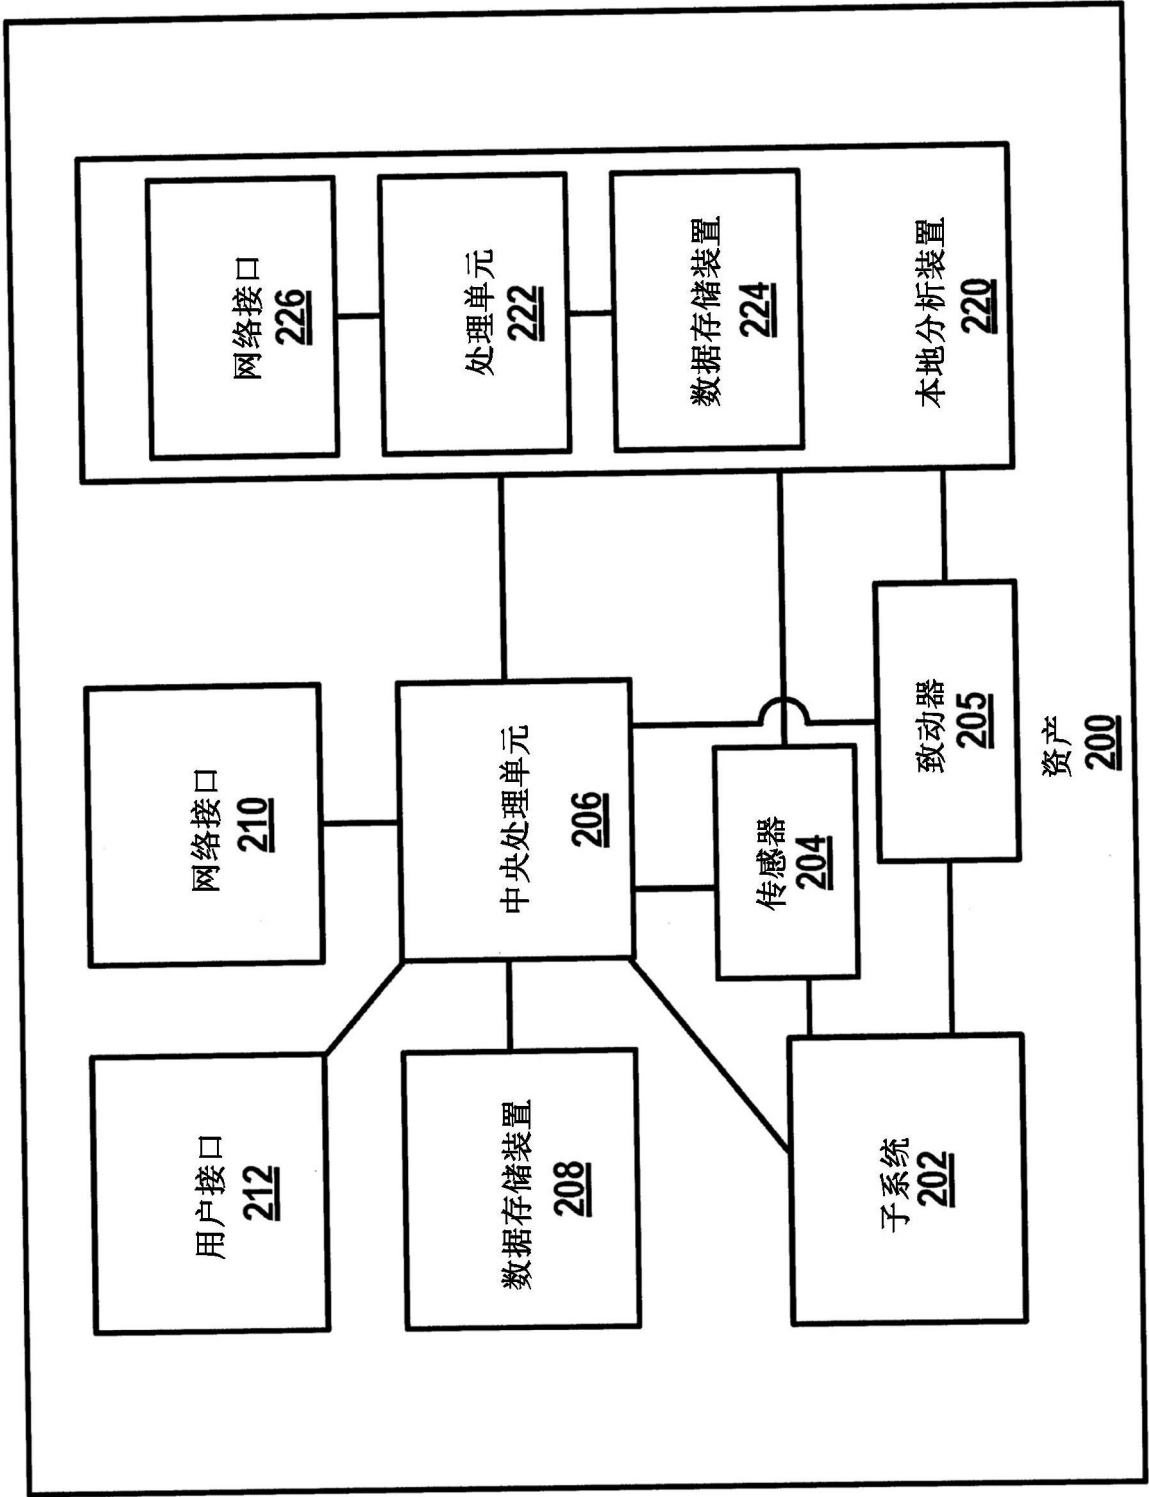 用户接口
212
网络接口
210
网络接口
226
数据存储装置
208
中央处理单元
206
处理单元
222
数据存储装置
224
传感器
204
子系统
202
致动器
205
本地分析装置
220
资产
200